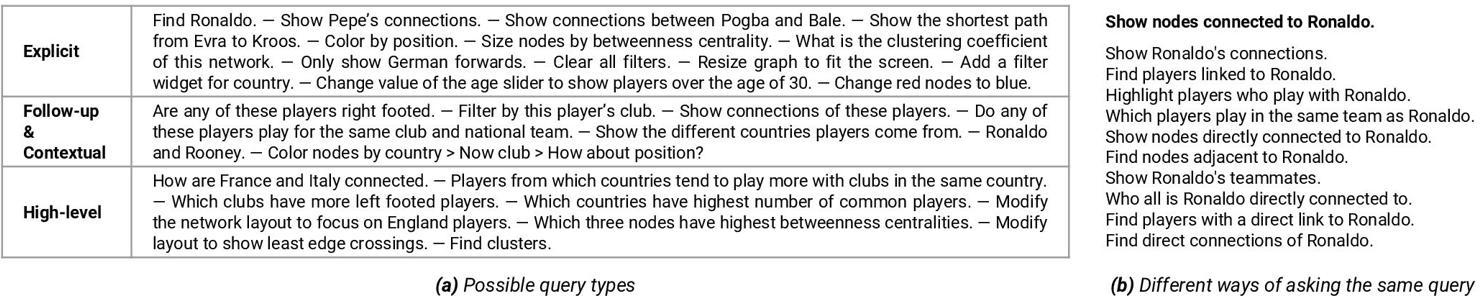 Explicit
Find Ronaldo. — Show Pepe's connections. — Show connections between Pogba and Bale. — Show the shortest path
from Evra to Kroos. — Color by position. — Size nodes by betweenness centrality. — What is the clustering coefficient
of this network. — Only show German forwards. — Clear all filters. — Resize graph to fit the screen. — Add a filter
widget for country. — Change value of the age slider to show players over the age of 30. — Change red nodes to blue.
Follow-up
&
Contextual
Are any of these players right footed. — Filter by this player's club. — Show connections of these players. — Do any of
these players play for the same club and national team. — Show the different countries players come from. — Ronaldo
and Rooney. — Color nodes by country > Now club > How about position?
High-level
How are France and Italy connected. — Players from which countries tend to play more with clubs in the same country.
— Which clubs have more left footed players. — Which countries have highest number of common players. — Modify
the network layout to focus on England players. — Which three nodes have highest betweenness centralities. — Modify
layout to show least edge crossings. — Find clusters.
(a) Possible query types
Show nodes connected to Ronaldo.
Show Ronaldo's connections.
Find players linked to Ronaldo.
Highlight players who play with Ronaldo.
Which players play in the same team as Ronaldo.
Show nodes directly connected to Ronaldo.
Find nodes adjacent to Ronaldo.
Show Ronaldo's teammates.
Who all is Ronaldo directly connected to.
Find players with a direct link to Ronaldo.
Find direct connections of Ronaldo.
(b) Different ways of asking the same query